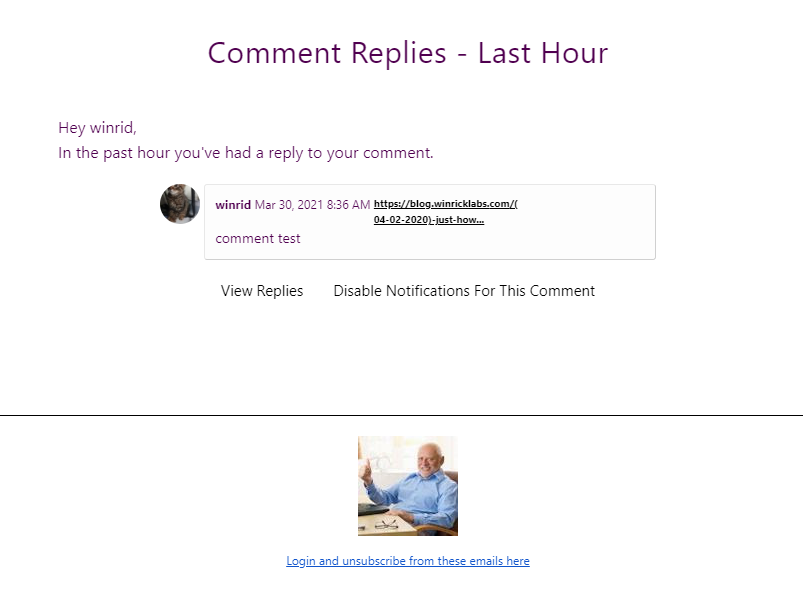 Comment Replies - Last Hour
Hey winrid,
In the past hour you've had a reply to your comment.
winrid Mar 30, 2021 8:36 AM https://blog.winricklabs.com/(
04-02-2020)-just-how...
comment test
View Replies Disable Notifications For This Comment
Login and unsubscribe from these emails here